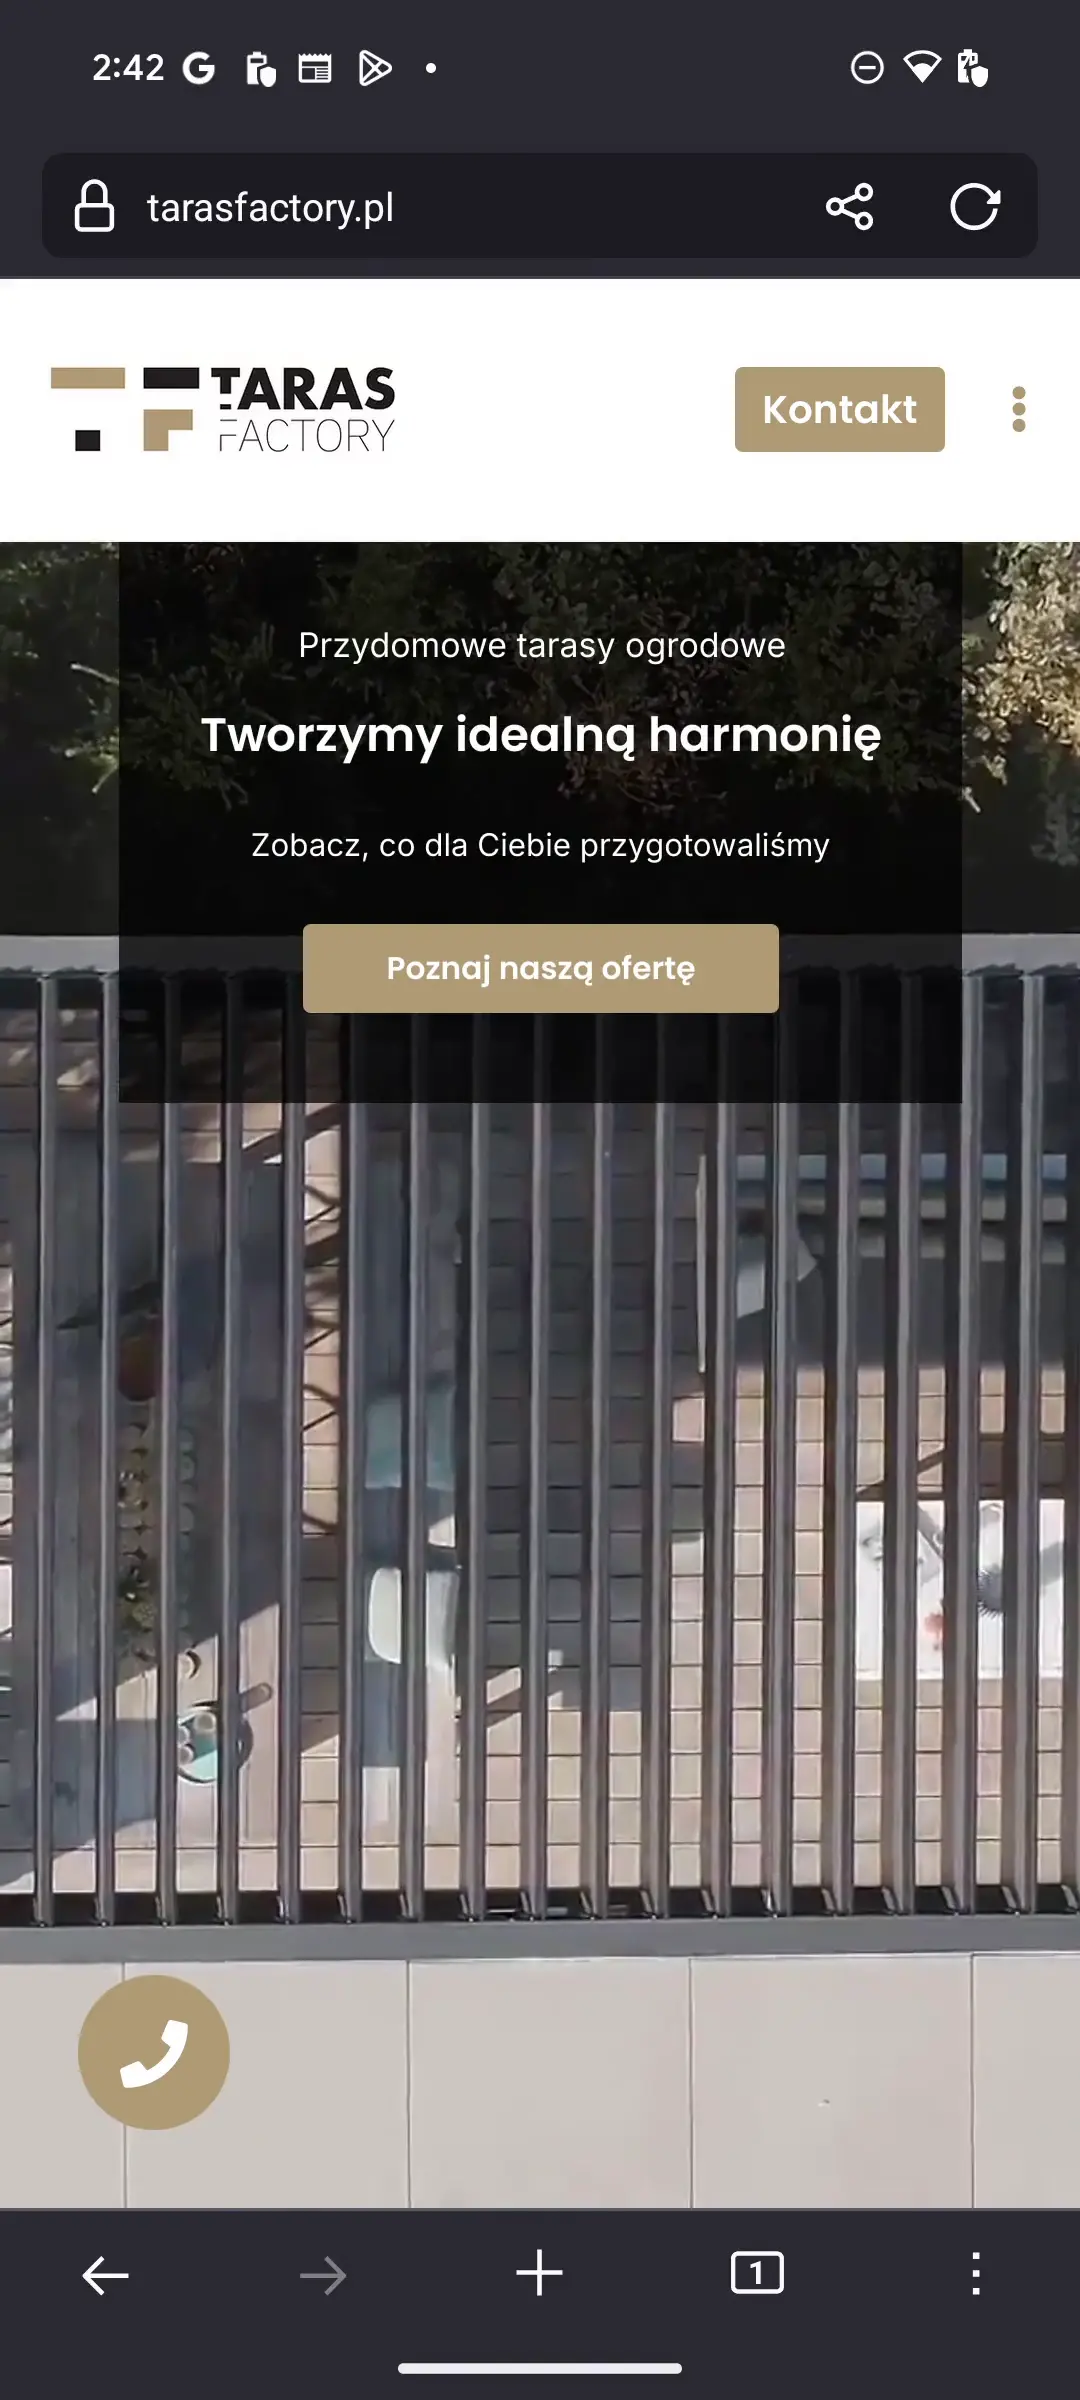 2:42
tarasfactory.pl
TARAS
FACTORY
Kontakt
Przydomowe tarasy ogrodowe
Tworzymy idealną harmonię
Zobacz, co dla Ciebie przygotowaliśmy
Poznaj naszą ofertę
1